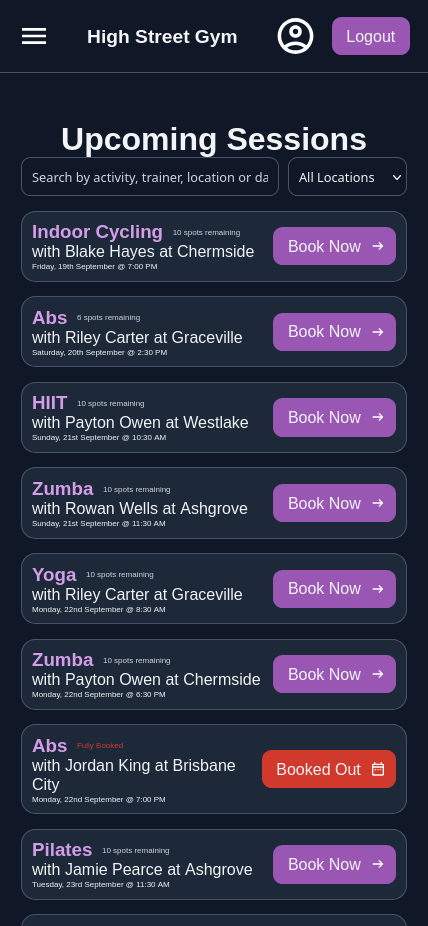 High Street Gym
Logout
Upcoming Sessions
Search by activity, trainer, location or da
All Locations
Indoor Cycling 10 spots remaining
with Blake Hayes at Chermside
Friday, 19th September @ 7:00 PM
Book Now
Abs 6 spots remaining
with Riley Carter at Graceville
Saturday, 20th September @ 2:30 PM
Book Now
HIIT 10 spots remaining
with Payton Owen at Westlake
Sunday, 21st September @ 10:30 AM
Book Now
Zumba 10 spots remaining
with Rowan Wells at Ashgrove
Sunday, 21st September @ 11:30 AM
Book Now
Yoga 10 spots remaining
with Riley Carter at Graceville
Monday, 22nd September @ 8:30 AM
Book Now
Zumba 10 spots remaining
with Payton Owen at Chermside
Monday, 22nd September @ 6:30 PM
Book Now
Abs Fully Booked
with Jordan King at Brisbane
City
Monday, 22nd September @ 7:00 PM
Booked Out
Pilates 10 spots remaining
with Jamie Pearce at Ashgrove
Tuesday, 23rd September @ 11:30 AM
Book Now